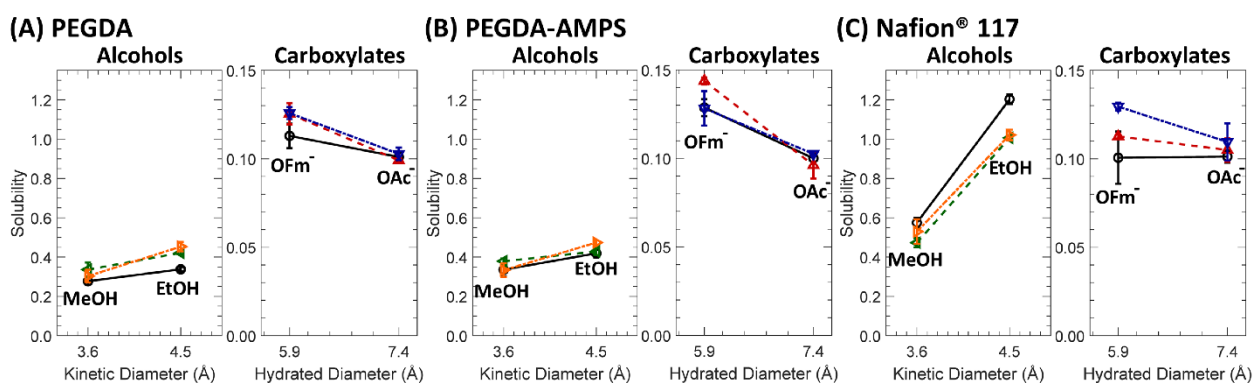 (A) PEGDA
Alcohols
Carboxylates
Solubility
1.2
1.0
0.8
0.6
0.4
0.2
0.0
MeOH
EtOH
3.6
4.5
Kinetic Diameter (Å)
0.15
0.10
0.05
0.00
OFm-
OAc-
5.9
7.4
Hydrated Diameter (Å)
(B) PEGDA-AMPS
Alcohols
Carboxylates
Solubility
1.2
1.0
0.8
0.6
0.4
0.2
0.0
MeOH
EtOH
3.6
4.5
Kinetic Diameter (Å)
0.15
0.10
0.05
0.00
OFm-
OAc-
5.9
7.4
Hydrated Diameter (Å)
(C) Nafion® 117
Alcohols
Carboxylates
Solubility
1.2
1.0
0.8
0.6
0.4
0.2
0.0
MeOH
EtOH
3.6
4.5
Kinetic Diameter (Å)
0.15
0.10
0.05
0.00
OFm-
OAc-
5.9
7.4
Hydrated Diameter (Å)